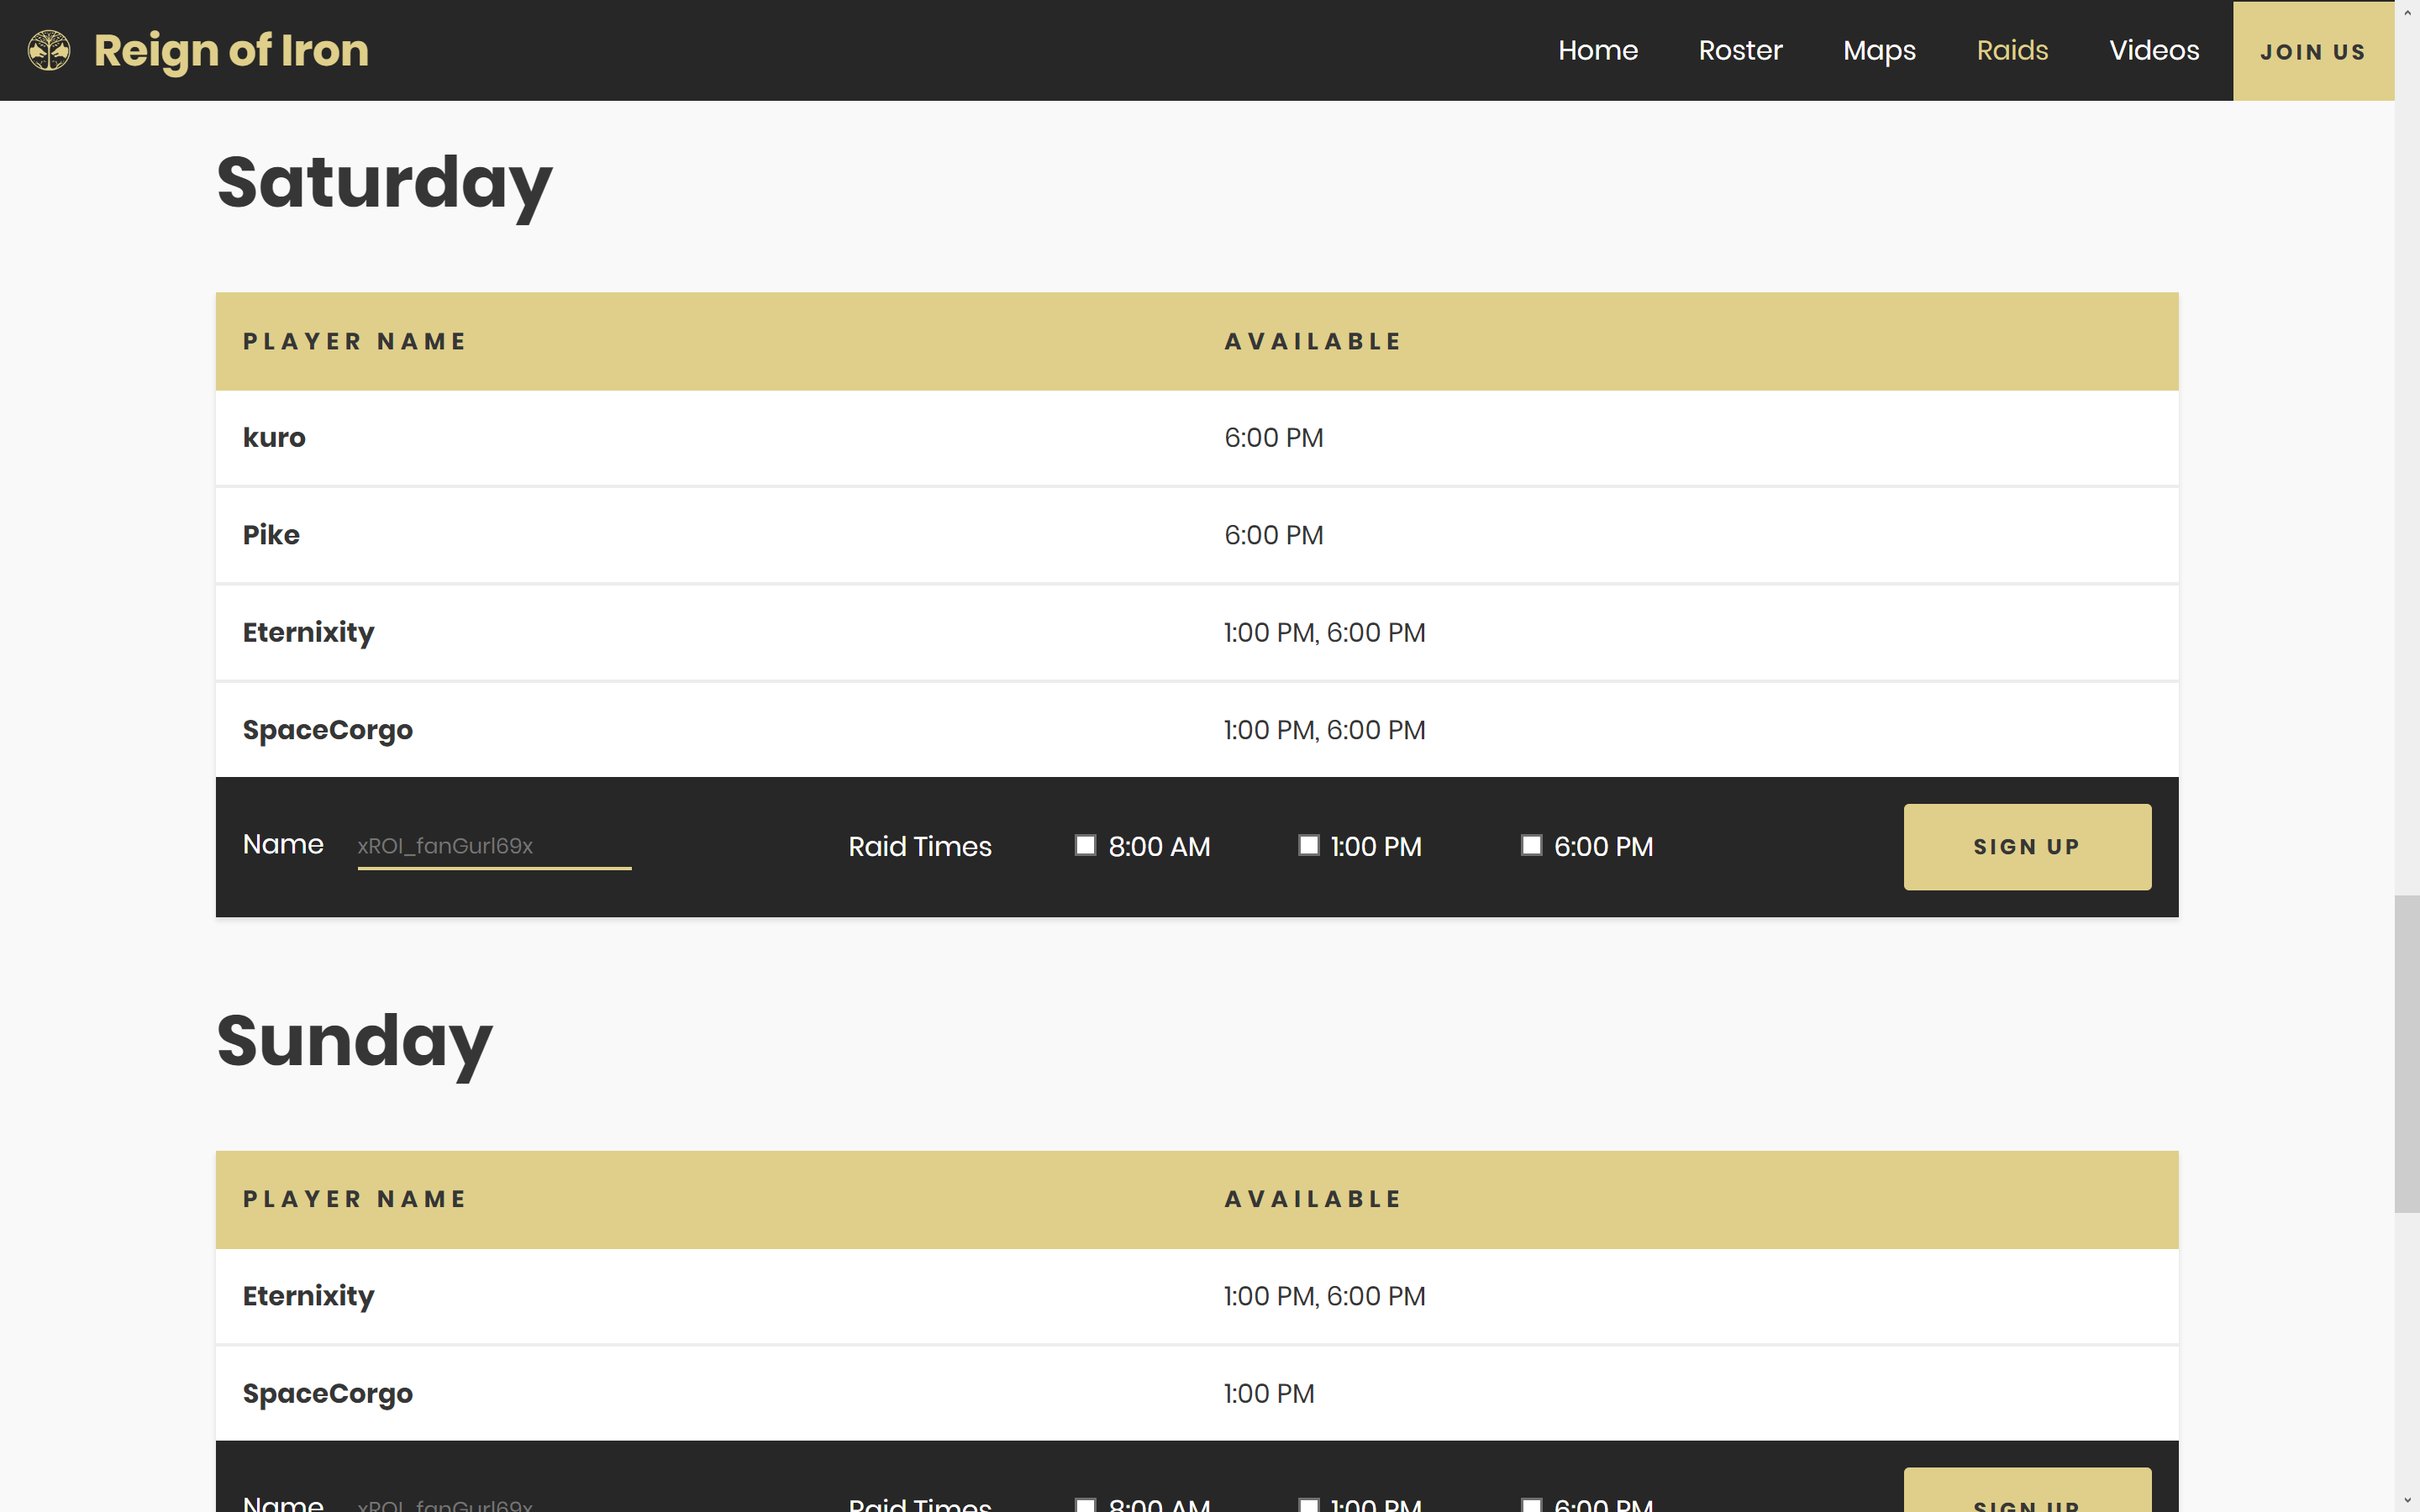 Reign of Iron Home Roster Maps Raids Videos JOIN US
Saturday
PLAYER NAME AVAILABLE
kuro 6:00 PM
Pike 6:00 PM
Eternixity 1:00 PM, 6:00 PM
SpaceCorgo 1:00 PM, 6:00 PM
Name xROI_fanGurl69x Raid Times 8:00 AM 1:00 PM 6:00 PM SIGN UP
Sunday
PLAYER NAME AVAILABLE
Eternixity 1:00 PM, 6:00 PM
SpaceCorgo 1:00 PM
Name xROI_fanGurl69x Raid Times 8:00 AM 1:00 PM 6:00 PM SIGN UP